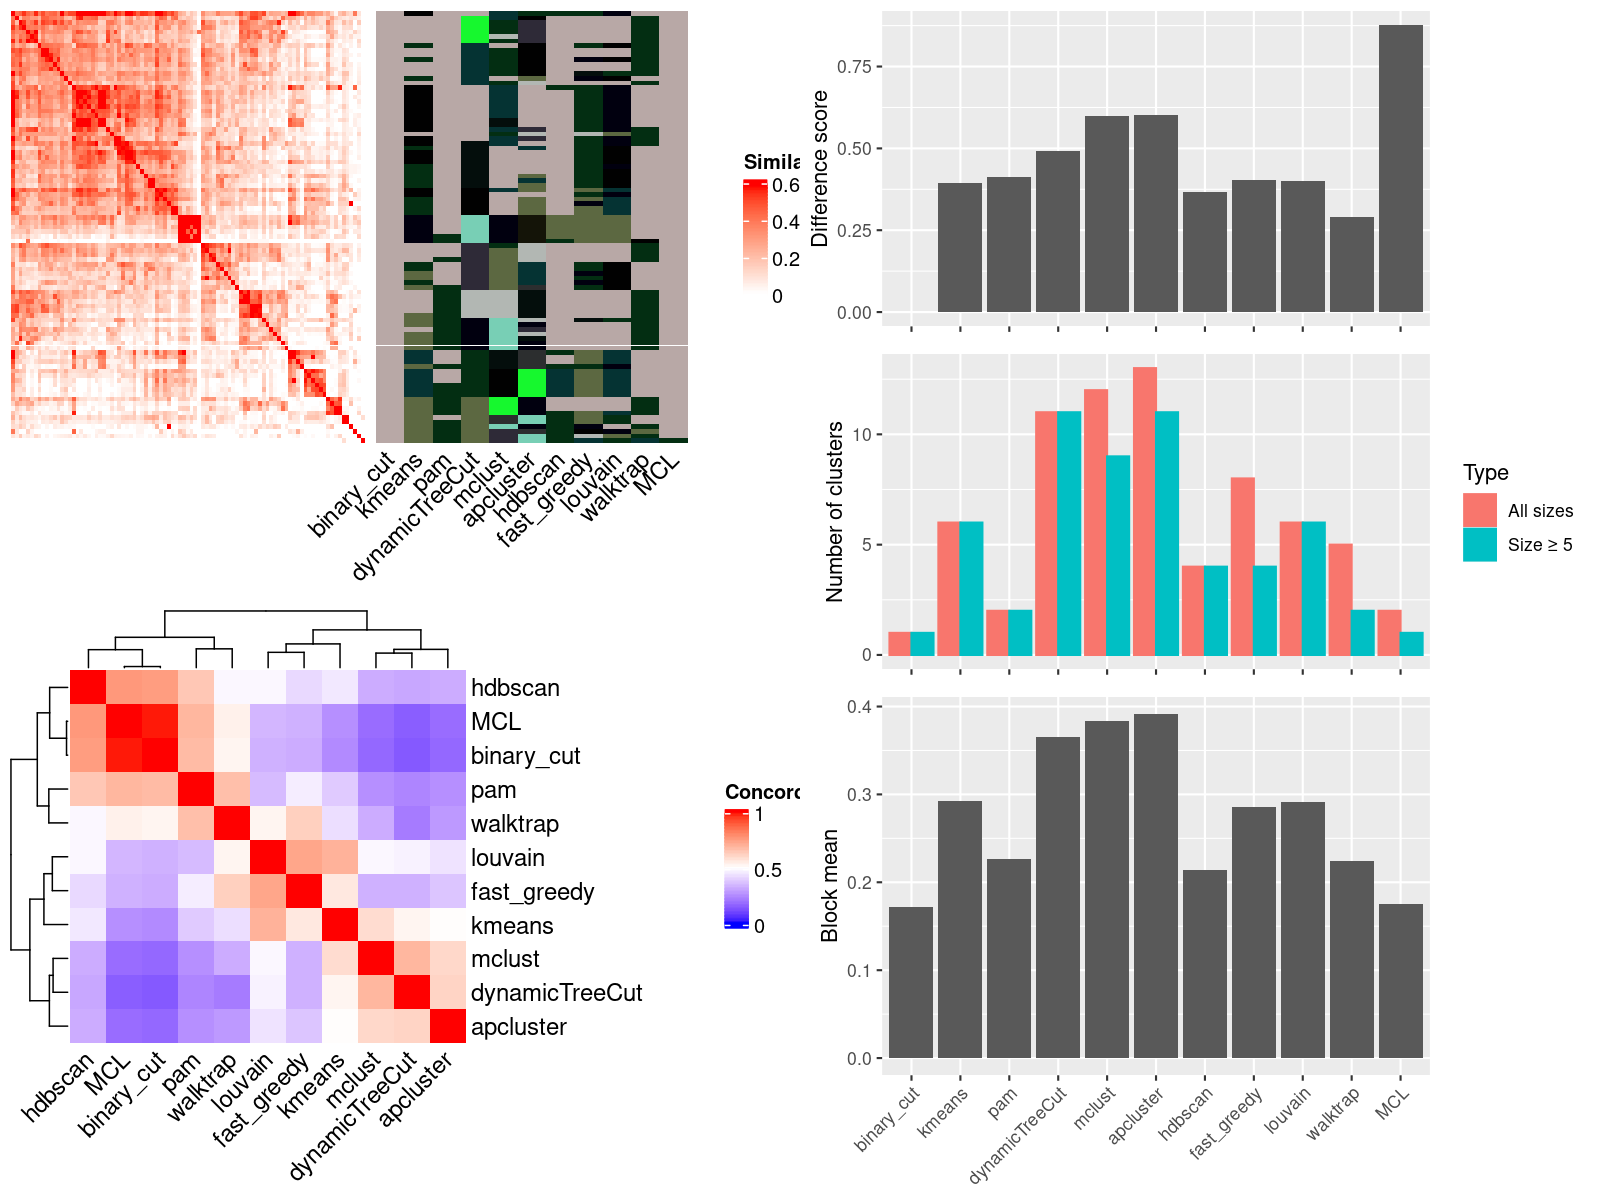 Simila
0.6
0.4
0.2
0
binary_cut
kmeans
pam
dynamicTreeCut
mclust
apcluster
hdbscan
fast_greedy
louvain
walktrap
MCL
hdbscan
MCL
binary_cut
pam
walktrap
louvain
fast_greedy
kmeans
mclust
dynamicTreeCut
apcluster
Concord
1
0.5
0
hdbscan
MCL
binary_cut
pam
walktrap
louvain
fast_greedy
kmeans
mclust
dynamicTreeCut
apcluster
Difference score
0.75
0.50
0.25
0.00
Number of clusters
10
5
0
Type
All sizes
Size ≥ 5
Block mean
0.4
0.3
0.2
0.1
0.0
binary_cut
kmeans
pam
dynamicTreeCut
mclust
apcluster
hdbscan
fast_greedy
louvain
walktrap
MCL